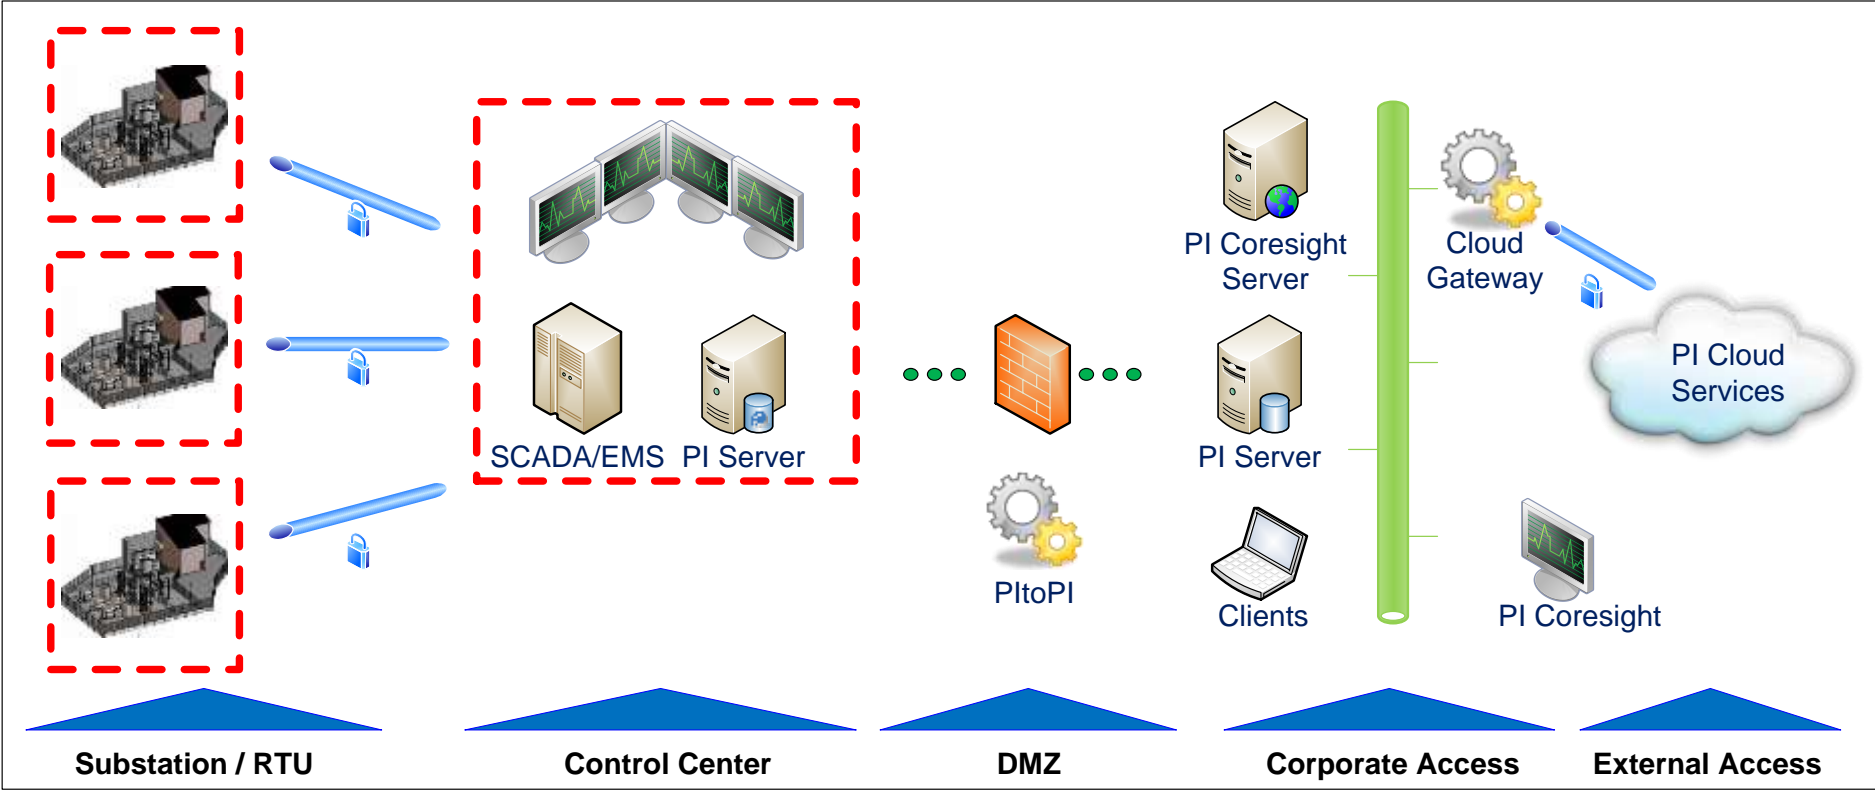 PI Coresight
Server
Cloud
Gateway
PI Cloud
Services
SCADA/EMS
PI Server
PI Server
PItoPI
Clients
PI Coresight
Substation / RTU
Control Center
DMZ
Corporate Access
External Access